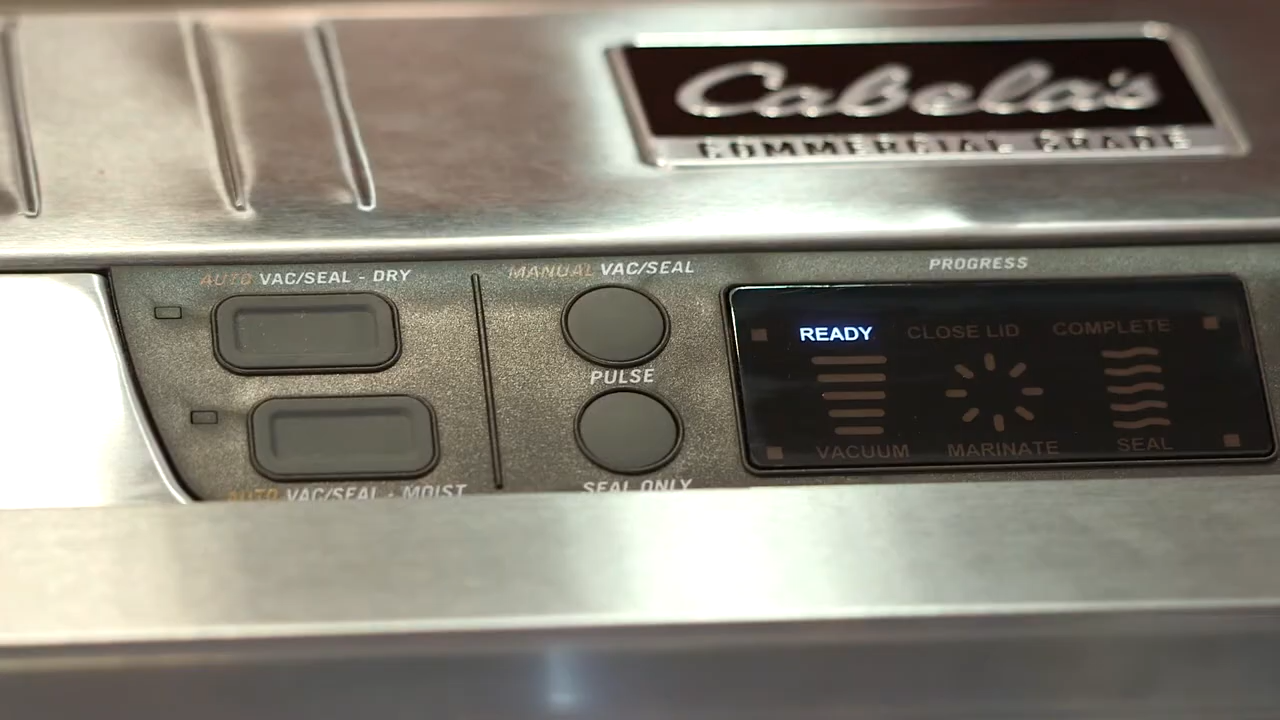 Cabela's
COMMERCIAL GRADE
AUTO VAC/SEAL - DRY
MANUAL VAC/SEAL
PROGRESS
READY CLOSE LID COMPLETE
PULSE
VACUUM MARINATE SEAL
AUTO VAC/SEAL - MOIST
SEAL ONLY